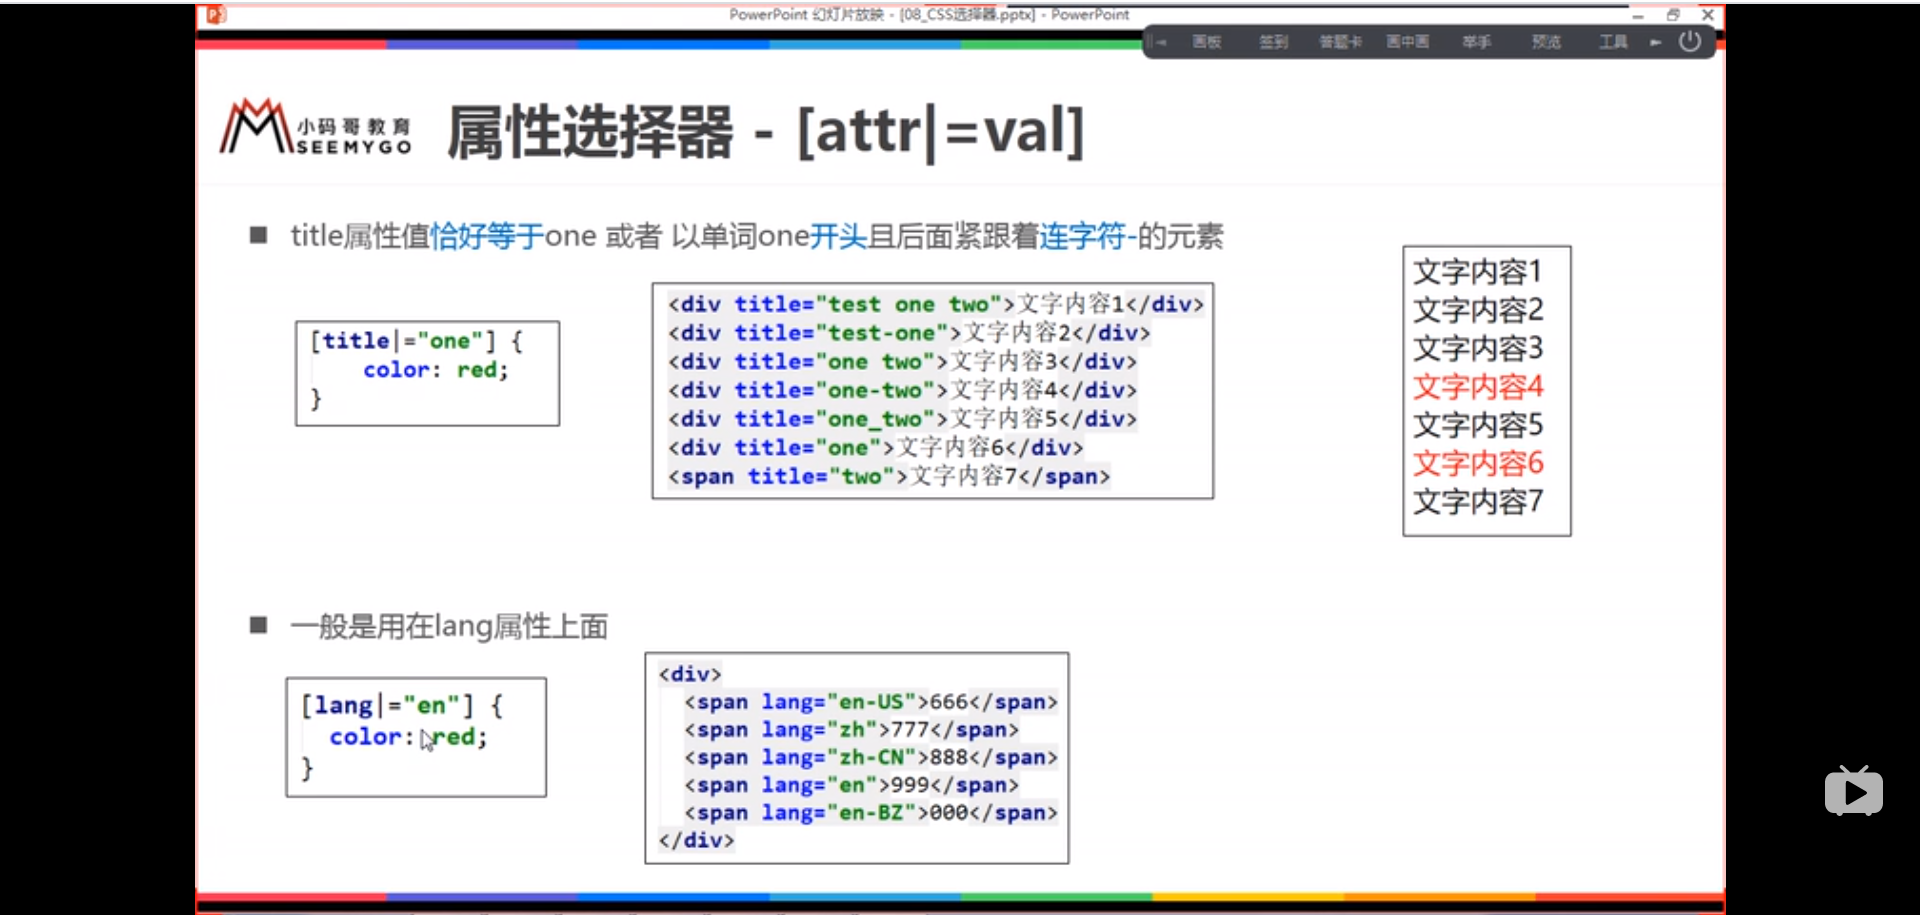 PowerPoint 幻灯片放映 - [08_CSS选择器.pptx] - PowerPoint
画板 签到 答题卡 画中画 举手 预览 工具
小码哥教育
SEEMYGO
属性选择器 - [attr|=val]
title属性值恰好等于one 或者 以单词one开头且后面紧跟着连字符-的元素
[title|="one"] {
color: red;
}
<div title="test one two">文字内容1</div>
<div title="test-one">文字内容2</div>
<div title="one two">文字内容3</div>
<div title="one-two">文字内容4</div>
<div title="one_two">文字内容5</div>
<div title="one">文字内容6</div>
<span title="two">文字内容7</span>
文字内容1
文字内容2
文字内容3
文字内容4
文字内容5
文字内容6
文字内容7
一般是用在lang属性上面
[lang|="en"] {
color: red;
}
<div>
<span lang="en-US">666</span>
<span lang="zh">777</span>
<span lang="zh-CN">888</span>
<span lang="en">999</span>
<span lang="en-BZ">000</span>
</div>